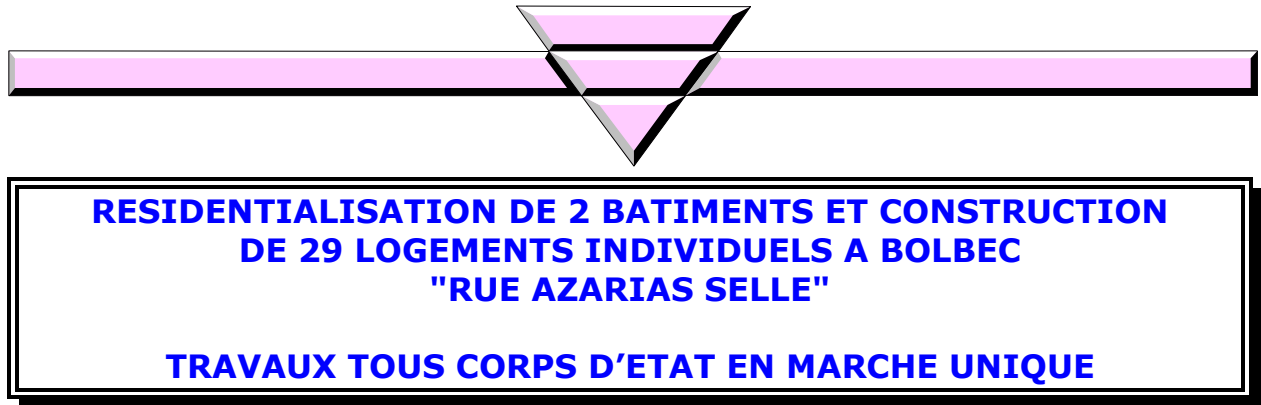 RESIDENTIALISATION DE 2 BATIMENTS ET CONSTRUCTION
DE 29 LOGEMENTS INDIVIDUELS A BOLBEC
"RUE AZARIAS SELLE"
TRAVAUX TOUS CORPS D’ETAT EN MARCHE UNIQUE